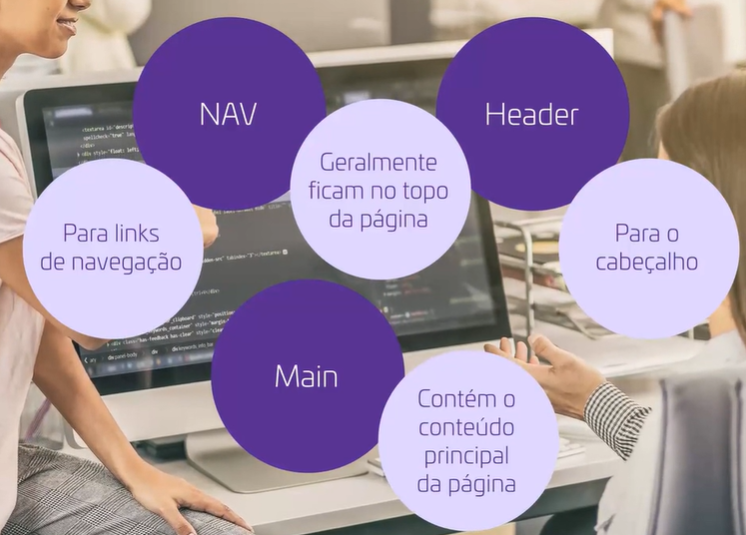 NAV
Header
Geralmente
ficam no topo
da página
Para links
de navegação
Para o
cabeçalho
Main
Contém o
conteúdo
principal
da página